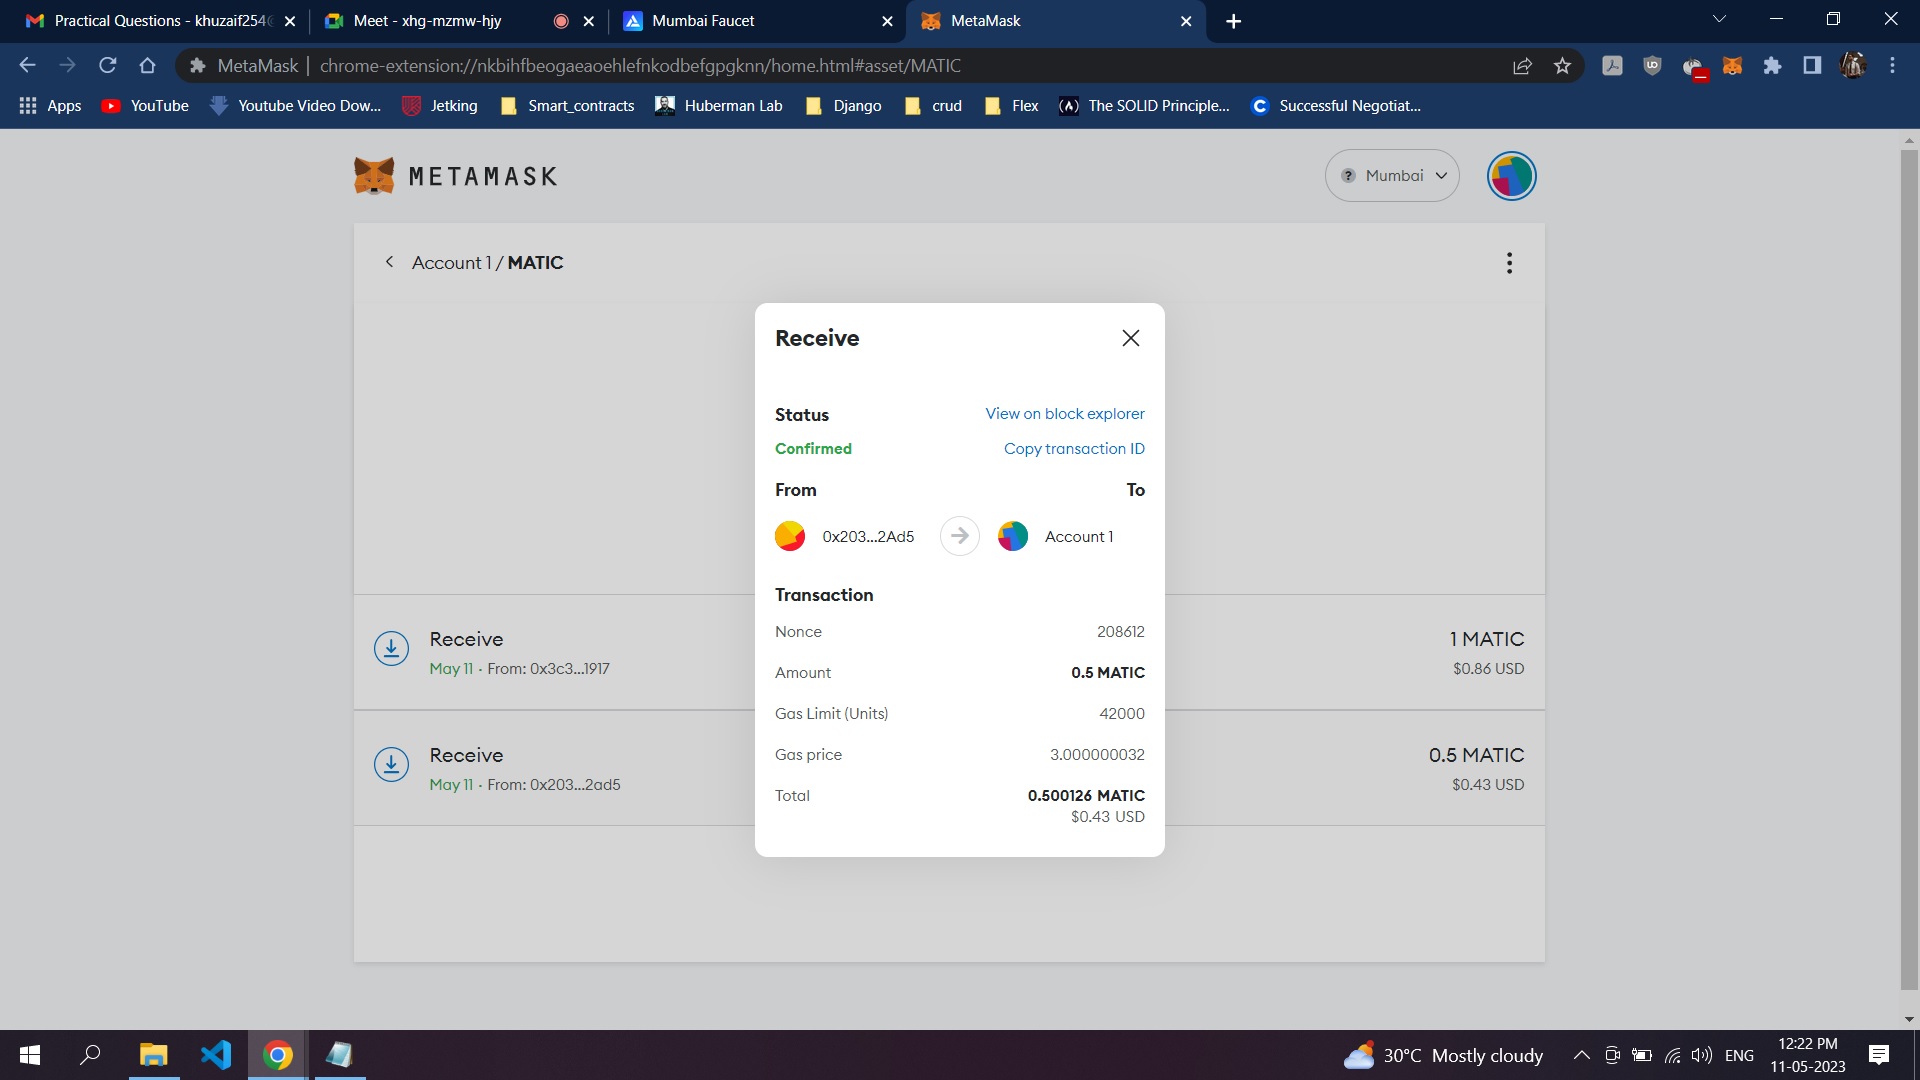 Practical Questions - khuzaif254@
Meet - xhg-mzmw-hjy
Mumbai Faucet
MetaMask
MetaMask | chrome-extension://nkbihfbeogaeaoehlefnkodbefgpgknn/home.html#asset/MATIC
Apps
YouTube
Youtube Video Dow...
Jetking
Smart_contracts
Huberman Lab
Django
crud
Flex
The SOLID Principle...
Successful Negotiat...
METAMASK
Mumbai
Account 1 / MATIC
Receive
Status
View on block explorer
Confirmed
Copy transaction ID
From
To
0x203...2Ad5
Account 1
Transaction
Nonce
208612
Amount
0.5 MATIC
Gas Limit (Units)
42000
Gas price
3.000000032
Total
0.500126 MATIC
$0.43 USD
Receive
May 11 · From: 0x3c3...1917
1 MATIC
$0.86 USD
Receive
May 11 · From: 0x203...2ad5
0.5 MATIC
$0.43 USD
30°C Mostly cloudy
ENG
12:22 PM
11-05-2023